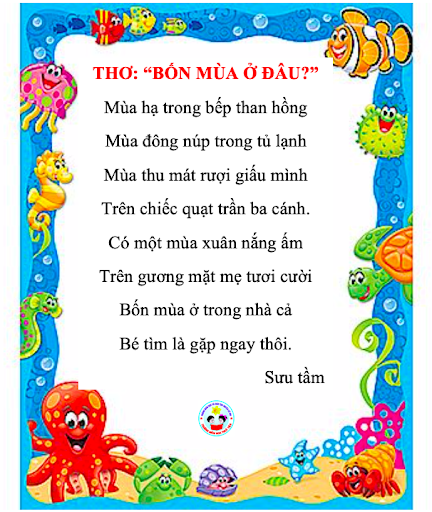 THƠ: “BỐN MÙA Ở ĐÂU?”
Mùa hạ trong bếp than hồng
Mùa đông núp trong tủ lạnh
Mùa thu mát rượi giấu mình
Trên chiếc quạt trần ba cánh.
Có một mùa xuân nắng ấm
Trên gương mặt mẹ tươi cười
Bốn mùa ở trong nhà cả
Bé tìm là gặp ngay thôi.
Sưu tầm